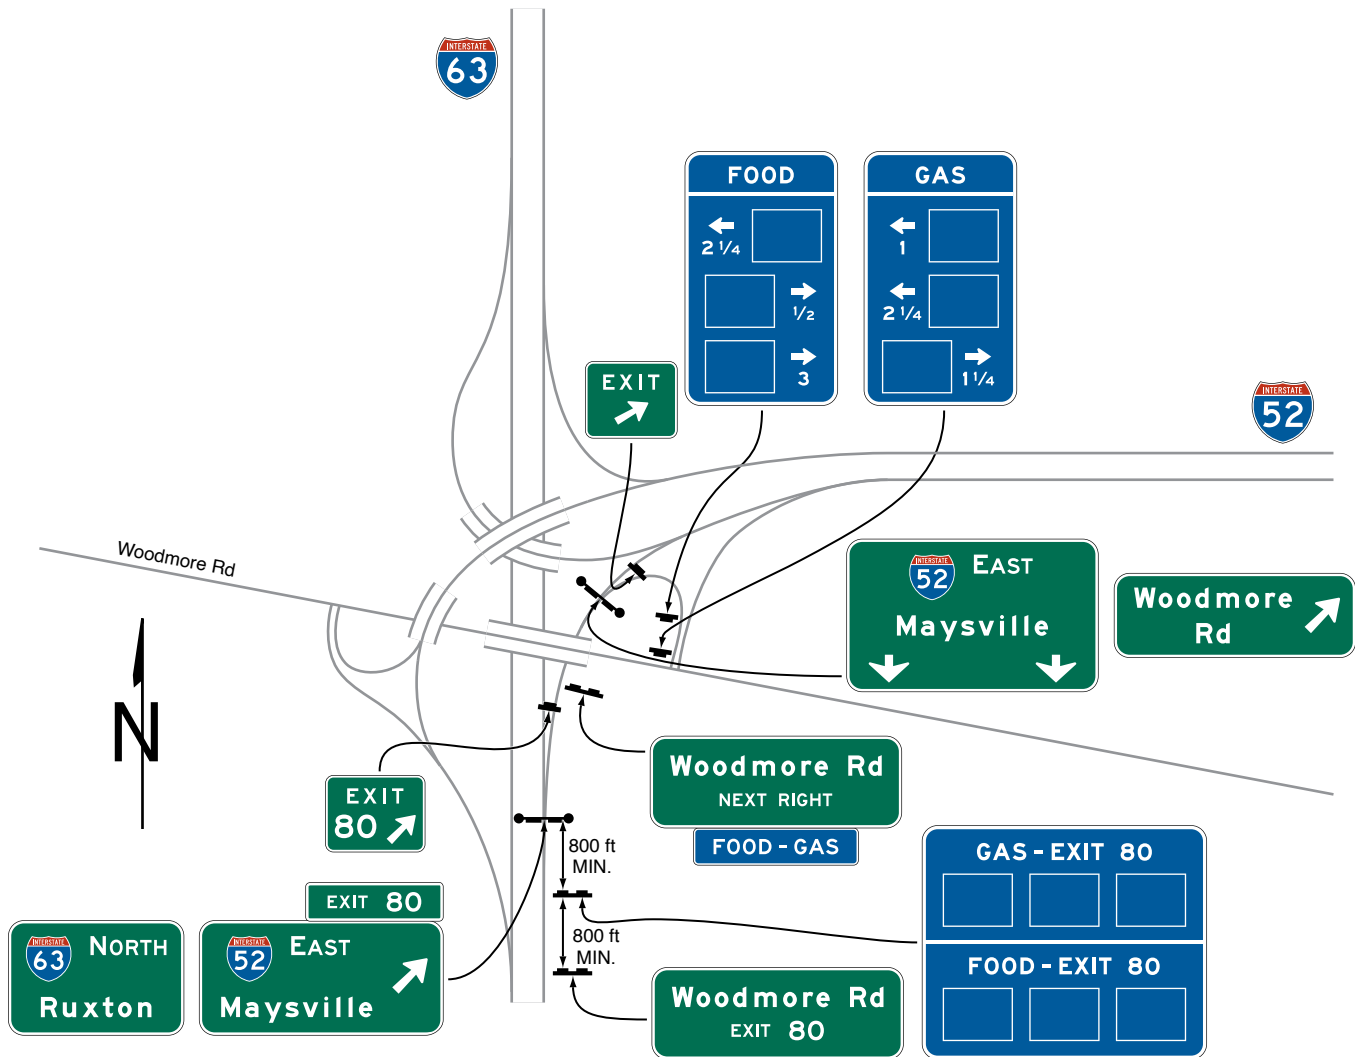 INTERSTATE
63
FOOD
2 1/4
1/2
3
GAS
1
2 1/4
1 1/4
EXIT
INTERSTATE
52
Woodmore Rd
INTERSTATE
52
EAST
Maysville
Woodmore
Rd
N
Woodmore Rd
NEXT RIGHT
FOOD - GAS
EXIT
80
800 ft
MIN.
GAS - EXIT 80
FOOD - EXIT 80
EXIT 80
INTERSTATE
63
NORTH
Ruxton
INTERSTATE
52
EAST
Maysville
800 ft
MIN.
Woodmore Rd
EXIT 80